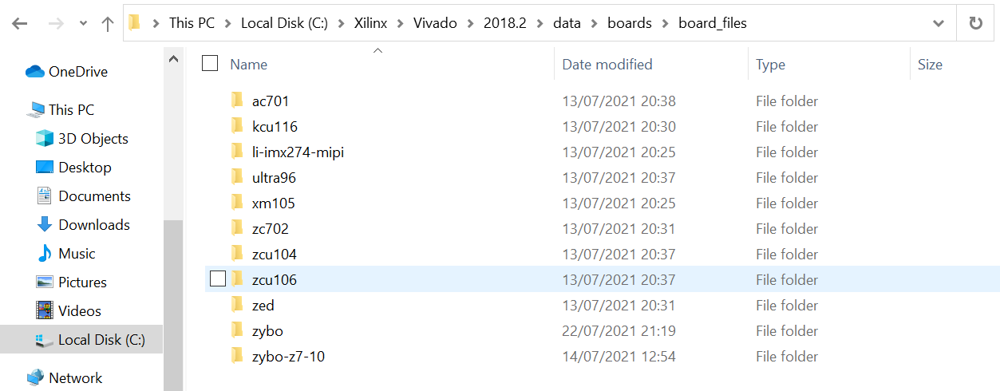 This PC > Local Disk (C:) > Xilinx > Vivado > 2018.2 > data > boards > board_files
OneDrive
This PC
3D Objects
Desktop
Documents
Downloads
Music
Pictures
Videos
Local Disk (C:)
Network
Name Date modified Type Size
ac701 13/07/2021 20:38 File folder
kcu116 13/07/2021 20:30 File folder
li-imx274-mipi 13/07/2021 20:25 File folder
ultra96 13/07/2021 20:37 File folder
xm105 13/07/2021 20:25 File folder
zc702 13/07/2021 20:31 File folder
zcu104 13/07/2021 20:37 File folder
zcu106 13/07/2021 20:37 File folder
zed 13/07/2021 20:31 File folder
zybo 22/07/2021 21:19 File folder
zybo-z7-10 14/07/2021 12:54 File folder